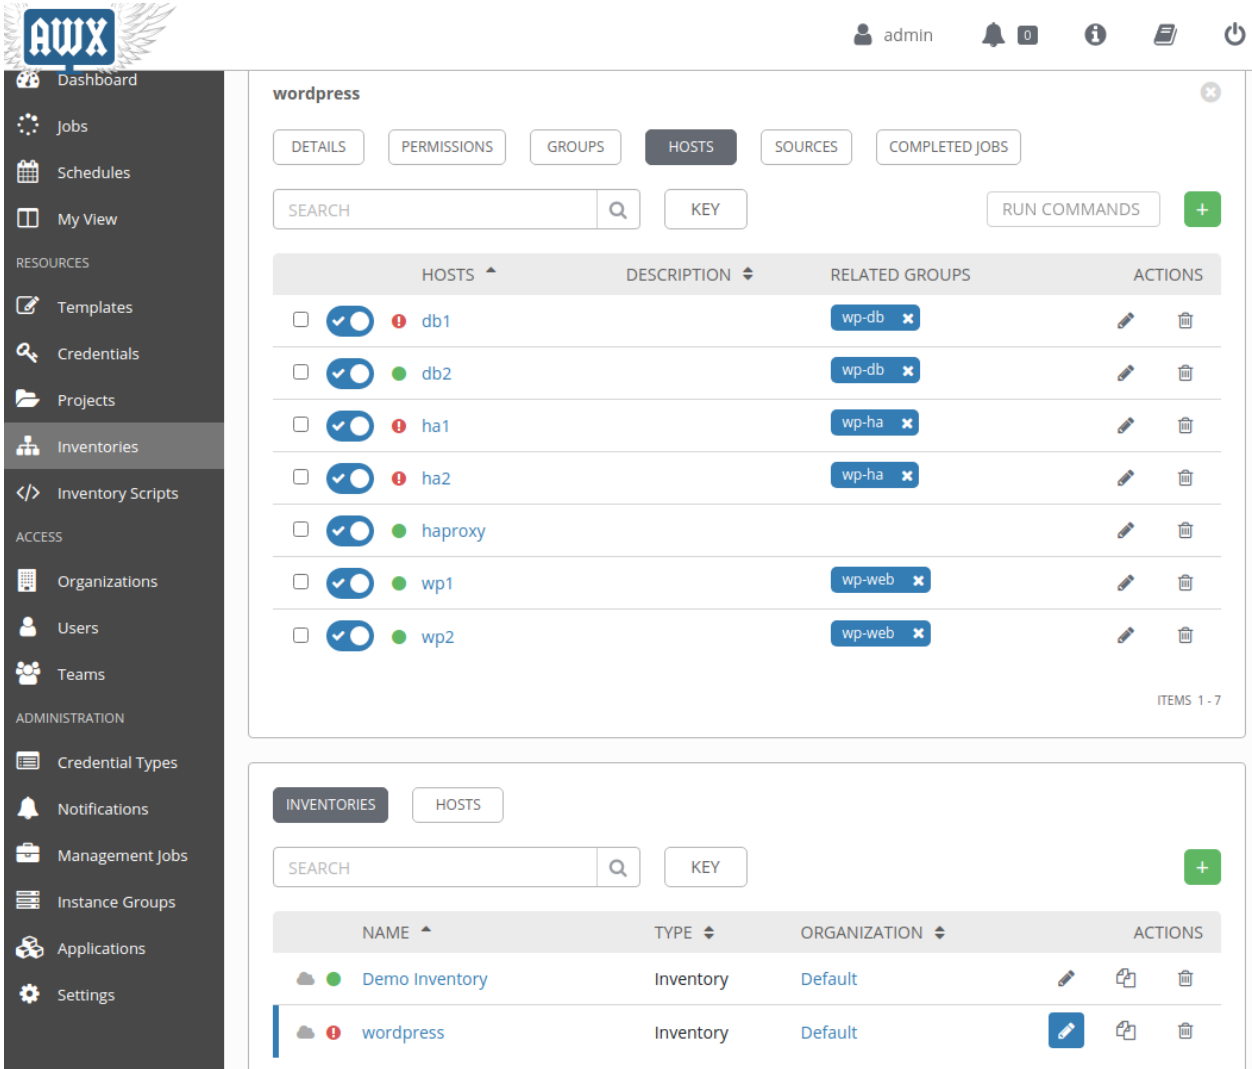 AWX
admin 0
Dashboard
Jobs
Schedules
My View
RESOURCES
Templates
Credentials
Projects
Inventories
Inventory Scripts
ACCESS
Organizations
Users
Teams
ADMINISTRATION
Credential Types
Notifications
Management Jobs
Instance Groups
Applications
Settings
wordpress
DETAILS PERMISSIONS GROUPS HOSTS SOURCES COMPLETED JOBS
SEARCH KEY RUN COMMANDS +
HOSTS DESCRIPTION RELATED GROUPS ACTIONS
db1 wp-db
db2 wp-db
ha1 wp-ha
ha2 wp-ha
haproxy
wp1 wp-web
wp2 wp-web
ITEMS 1 - 7
INVENTORIES HOSTS
SEARCH KEY +
NAME TYPE ORGANIZATION ACTIONS
Demo Inventory Inventory Default
wordpress Inventory Default